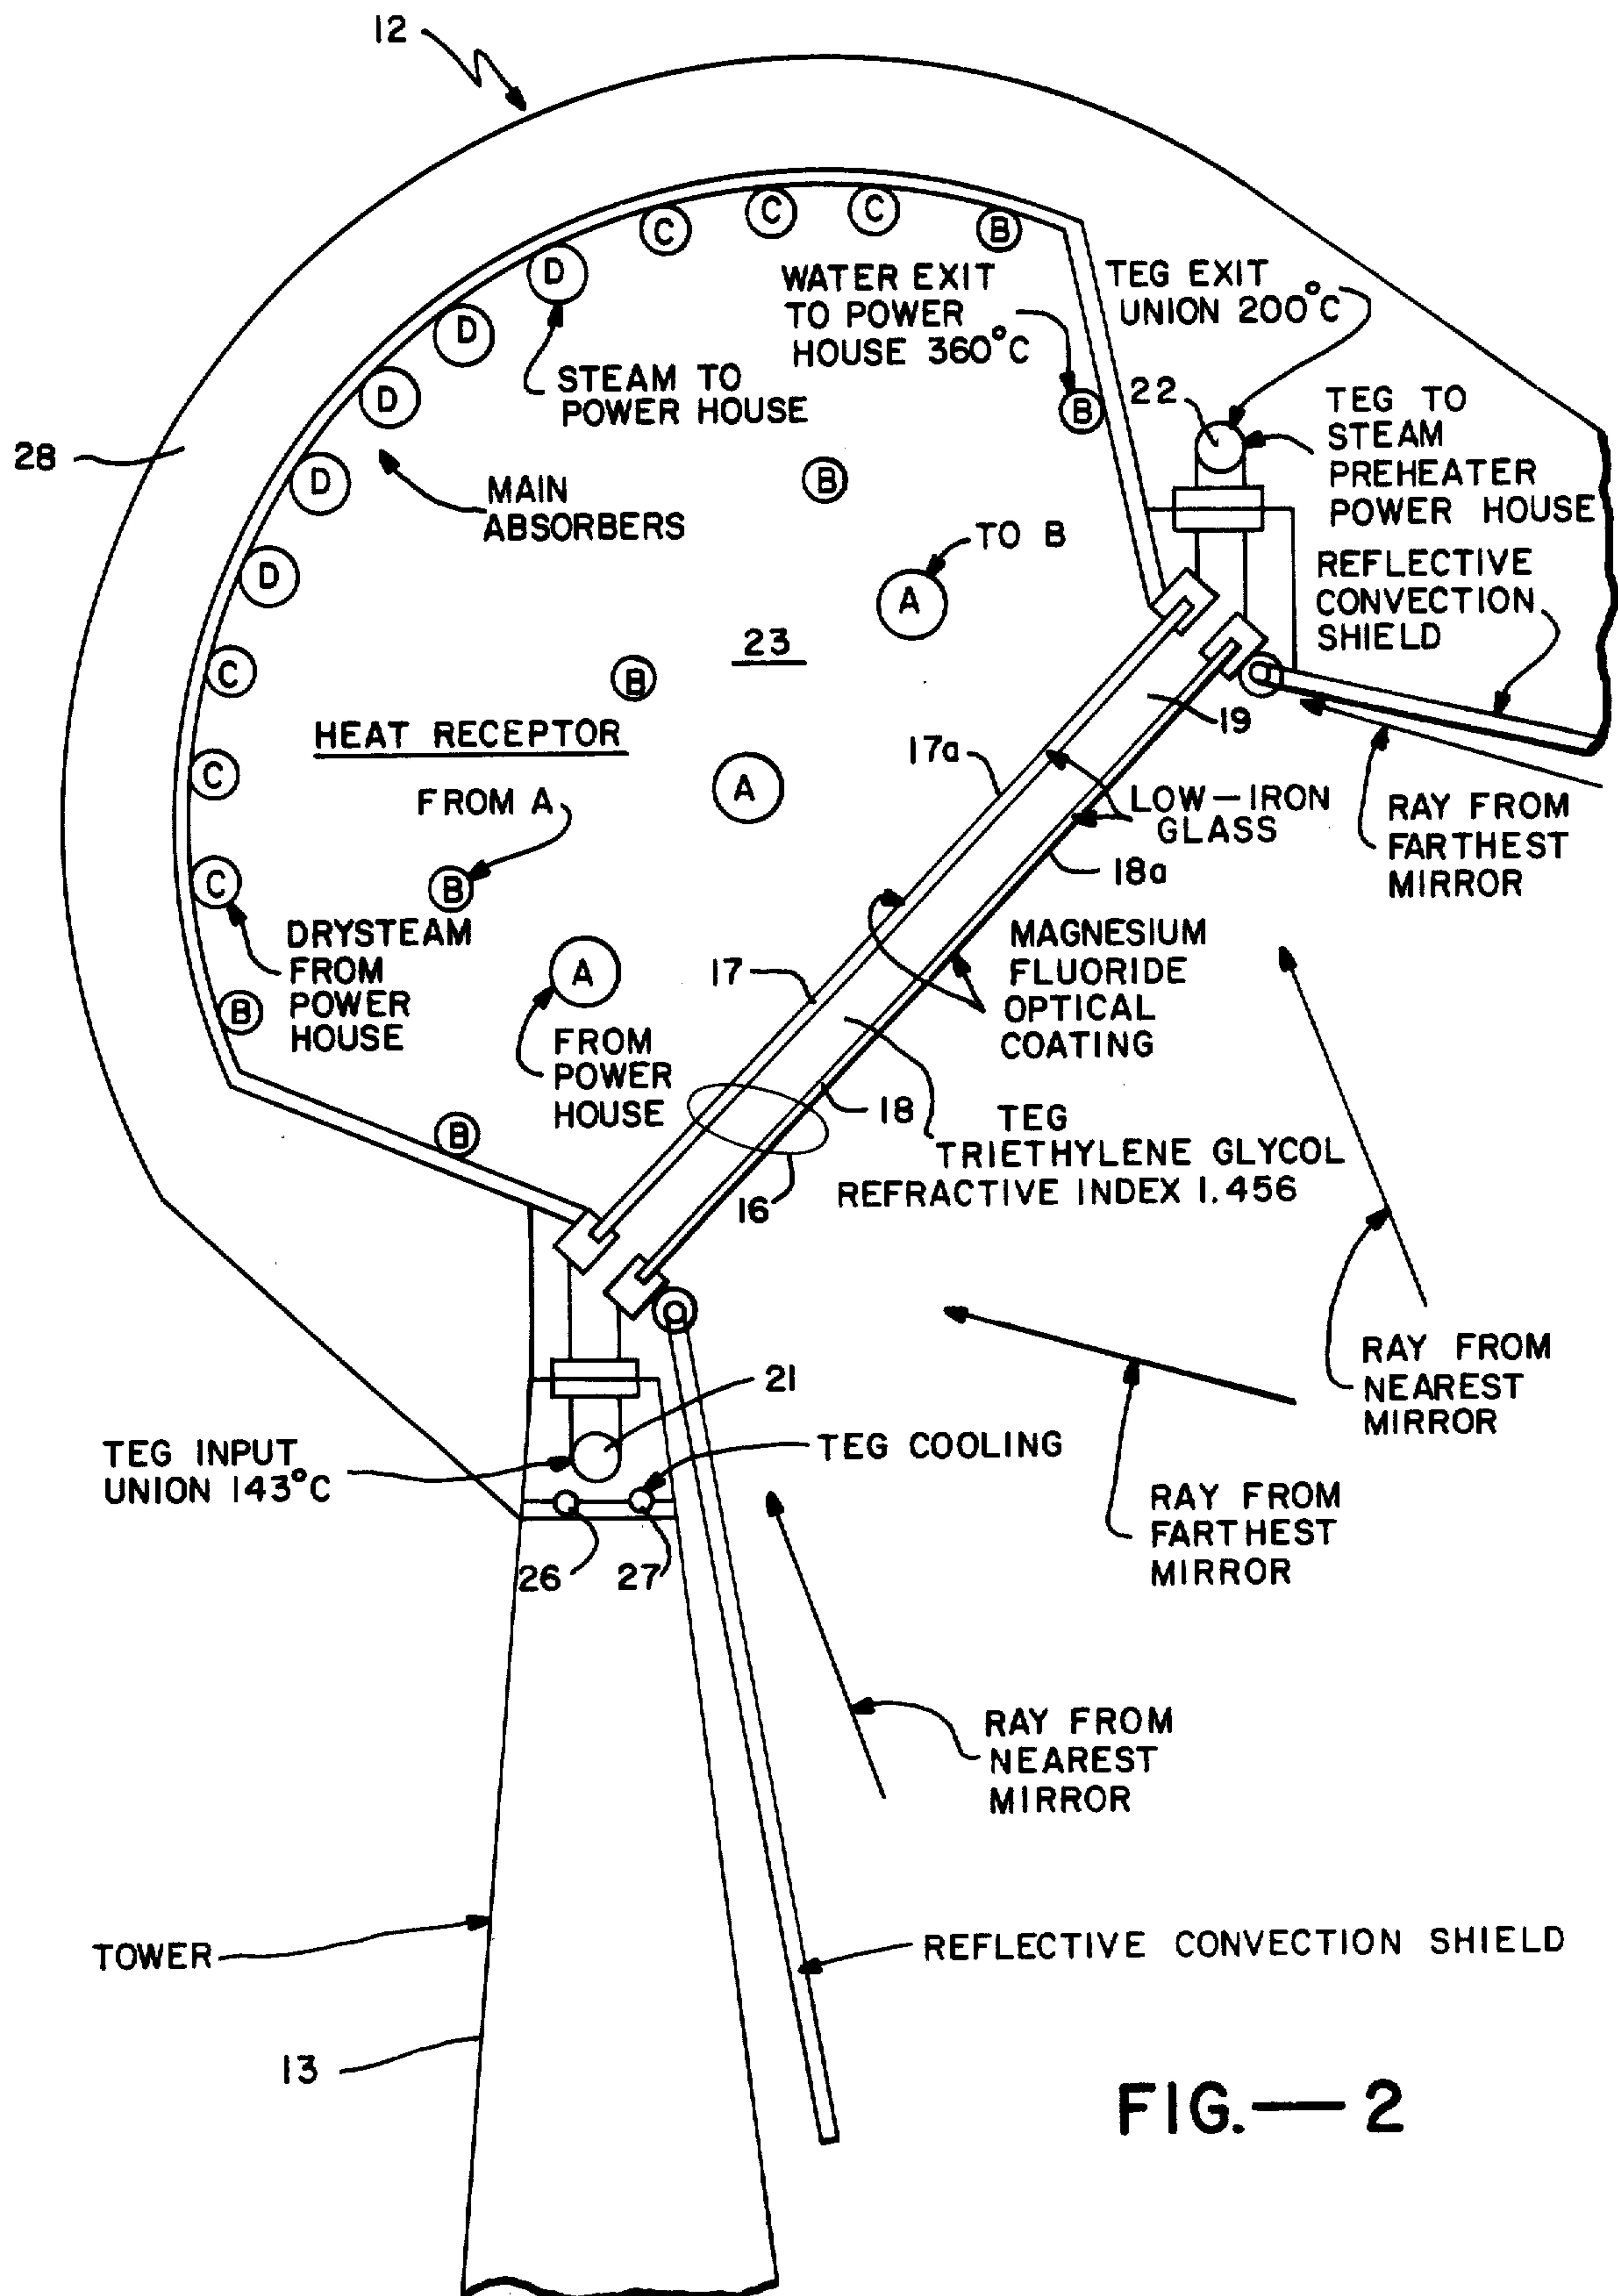 12
C
C
C
B
D
D
D
D
D
WATER EXIT
TO POWER
HOUSE 360°C
TEG EXIT
UNION 200°C
STEAM TO
POWER HOUSE
B
22
TEG TO
STEAM
PREHEATER
POWER HOUSE
28
MAIN
ABSORBERS
B
TO B
A
REFLECTIVE
CONVECTION
SHIELD
23
C
B
HEAT RECEPTOR
19
17a
C
A
FROM A
LOW-IRON
GLASS
RAY FROM
FARTHEST
MIRROR
18a
C
B
DRYSTEAM
FROM
POWER
HOUSE
B
A
17
MAGNESIUM
FLUORIDE
OPTICAL
COATING
FROM
POWER
HOUSE
B
18
TEG
TRIETHYLENE GLYCOL
REFRACTIVE INDEX 1.456
16
RAY FROM
NEAREST
MIRROR
21
TEG INPUT
UNION 143°C
TEG COOLING
26
27
RAY FROM
FARTHEST
MIRROR
RAY FROM
NEAREST
MIRROR
TOWER
REFLECTIVE CONVECTION SHIELD
13
FIG.—2